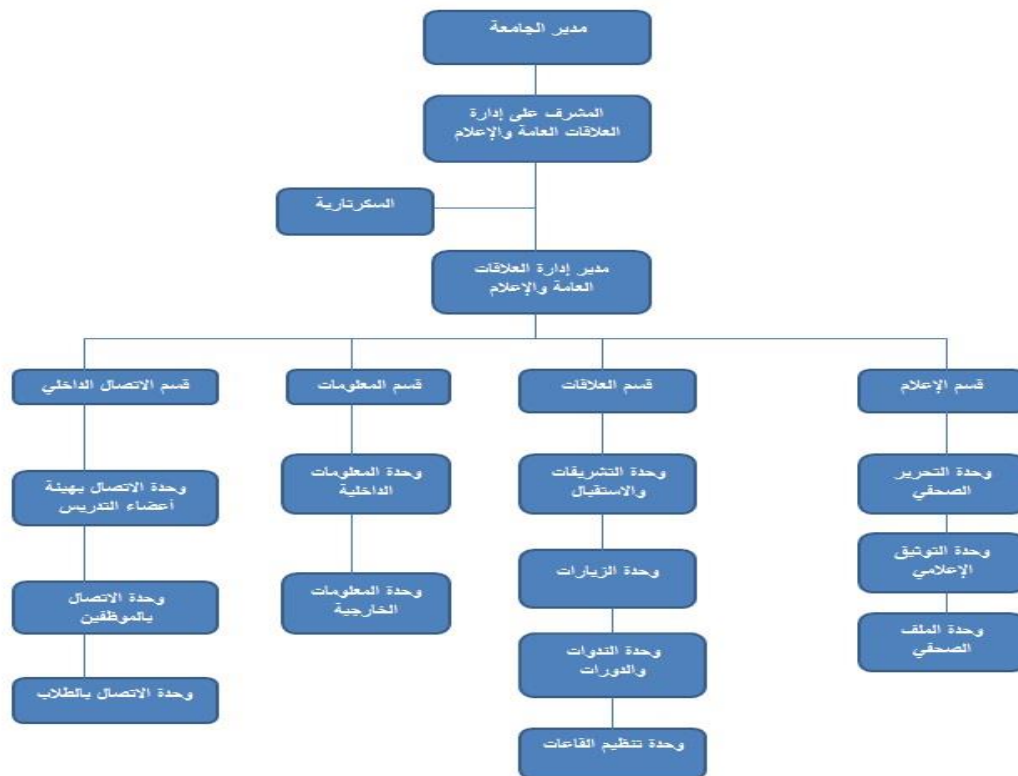 مدير الجامعة
المشرف على إدارة
العلاقات العامة والإعلام
السكرتارية
مدير إدارة العلاقات
العامة والإعلام
قسم الإعلام
قسم العلاقات
قسم المعلومات
قسم الاتصال الداخلي
وحدة التحرير
الصحفي
وحدة التوثيق
الإعلامي
وحدة الملف
الصحفي
وحدة التشريفات
والاستقبال
وحدة الزيارات
وحدة الندوات
والدورات
وحدة تنظيم القاعات
وحدة المعلومات
الداخلية
وحدة المعلومات
الخارجية
وحدة الاتصال بهيئة
أعضاء التدريس
وحدة الاتصال
بالموظفين
وحدة الاتصال بالطلاب